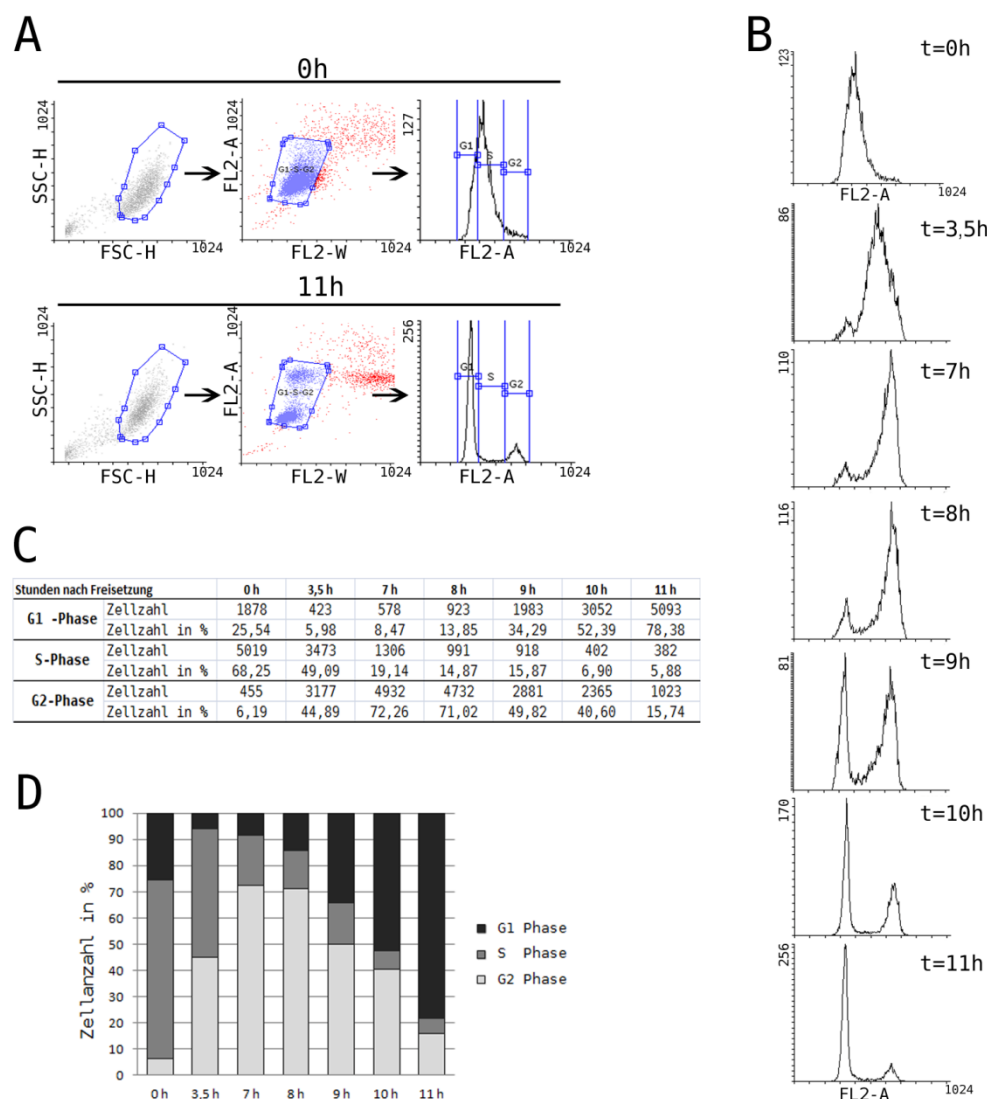 A
0h
1024
SSC-H
FSC-H
1024
1024
FL2-A
G1-S-G2
FL2-W
1024
127
G1
S
G2
FL2-A
1024
11h
1024
SSC-H
FSC-H
1024
1024
FL2-A
G1-S-G2
FL2-W
1024
256
G1
S
G2
FL2-A
1024
B
t=0h
123
FL2-A
1024
t=3,5h
86
t=7h
110
t=8h
116
t=9h
81
t=10h
170
t=11h
256
FL2-A
1024
C
Stunden nach Freisetzung 0 h 3,5 h 7 h 8 h 9 h 10 h 11 h
G1 -Phase Zellzahl 1878 423 578 923 1983 3052 5093
Zellzahl in % 25,54 5,98 8,47 13,85 34,29 52,39 78,38
S-Phase Zellzahl 5019 3473 1306 991 918 402 382
Zellzahl in % 68,25 49,09 19,14 14,87 15,87 6,90 5,88
G2-Phase Zellzahl 455 3177 4932 4732 2881 2365 1023
Zellzahl in % 6,19 44,89 72,26 71,02 49,82 40,60 15,74
D
Zellanzahl in %
100
90
80
70
60
50
40
30
20
10
0
0 h 3,5 h 7 h 8 h 9 h 10 h 11 h
G1 Phase
S Phase
G2 Phase